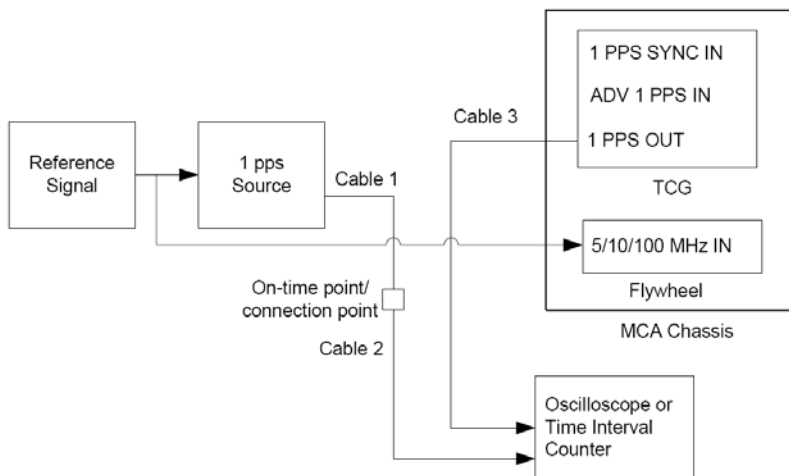 1 PPS SYNC IN
ADV 1 PPS IN
1 PPS OUT
TCG
Cable 3
Reference
Signal
1 pps
Source
Cable 1
5/10/100 MHz IN
Flywheel
MCA Chassis
On-time point/
connection point
Cable 2
Oscilloscope or
Time Interval
Counter